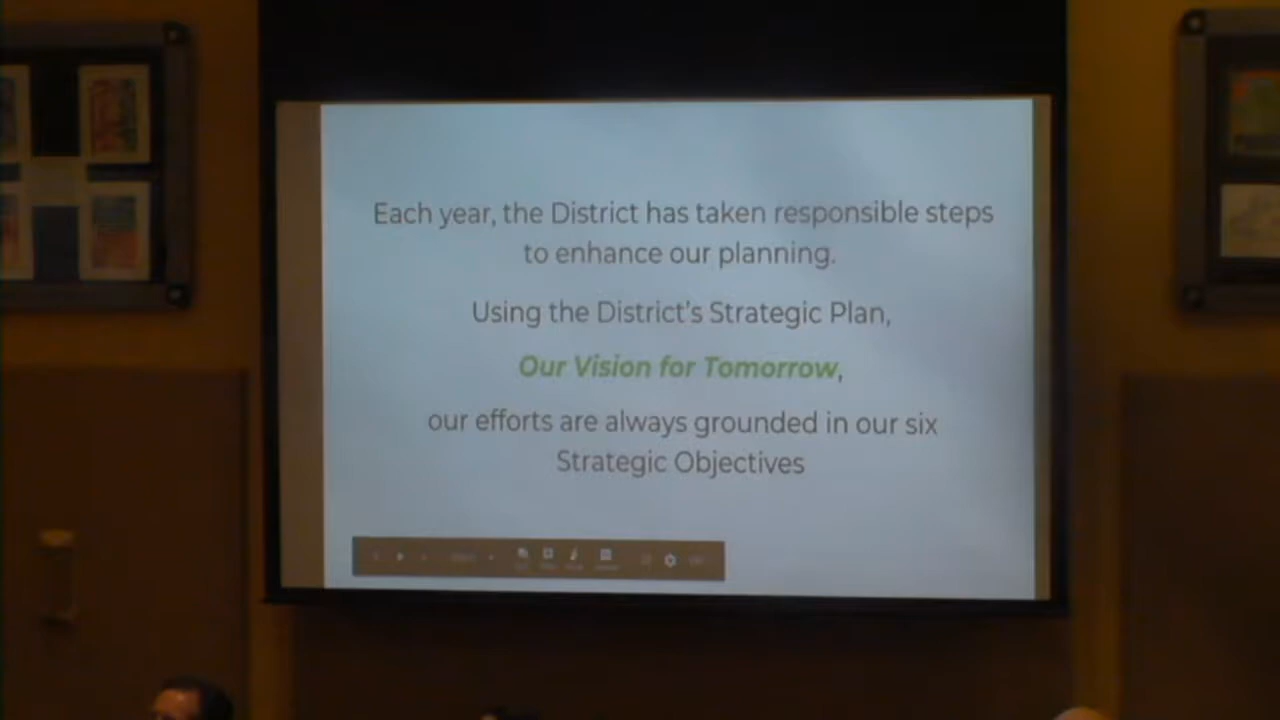 Each year, the District has taken responsible steps
to enhance our planning.
Using the District's Strategic Plan,
Our Vision for Tomorrow,
our efforts are always grounded in our six
Strategic Objectives